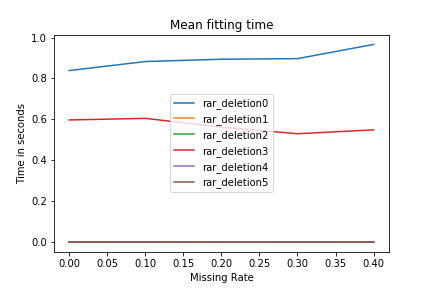 Mean fitting time
Time in seconds
1.0
0.8
0.6
0.4
0.2
0.0
rar_deletion0
rar_deletion1
rar_deletion2
rar_deletion3
rar_deletion4
rar_deletion5
0.00 0.05 0.10 0.15 0.20 0.25 0.30 0.35 0.40
Missing Rate